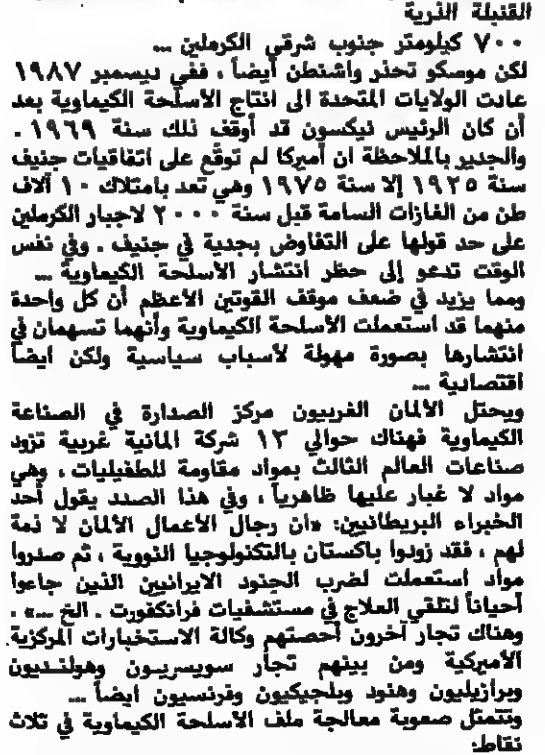 القنبلة الذرية
٧٠٠ كيلومتر جنوب شرقي الكرملين ...
لكن موسكو تحذر واشنطن أيضاً ، ففي ديسمبر ١٩٨٧
عادت الولايات المتحدة الى انتاج الأسلحة الكيماوية بعد
أن كان الرئيس نيكسون قد أوقف ذلك سنة ١٩٦٩ .
والجدير بالملاحظة ان أميركا لم توقّع على اتفاقيات جنيف
سنة ١٩٢٥ إلا سنة ١٩٧٥ وهي تعد بامتلاك ١٠ آلاف
طن من الغازات السامة قبل سنة ٢٠٠٠ لاجبار الكرملين
على حد قولها على التفاوض بجدية في جنيف . وفي نفس
الوقت تدعو إلى حظر انتشار الأسلحة الكيماوية ...
ومما يزيد في ضعف موقف القوتين الأعظم أن كل واحدة
منهما قد استعملت الأسلحة الكيماوية وأنهما تسهمان في
انتشارها بصورة مهولة لأسباب سياسية ولكن ايضاً
اقتصادية ...
ويحتل الألمان الغربيون مركز الصدارة في الصناعة
الكيماوية فهناك حوالي ١٣ شركة المانية غربية تزود
صناعات العالم الثالث بمواد مقاومة للطفيليات ، وهي
مواد لا غبار عليها ظاهرياً ، وفي هذا الصدد يقول أحد
الخبراء البريطانيين: «ان رجال الأعمال الألمان لا ذمة
لهم ، فقد زودوا باكستان بالتكنولوجيا النووية ، ثم صدروا
مواد استعملت لضرب الجنود الايرانيين الذين جاءوا
أحياناً لتلقي العلاج في مستشفيات فرانكفورت . الخ ...» .
وهناك تجار آخرون أحصتهم وكالة الاستخبارات المركزية
الأميركية ومن بينهم تجار سويسريون وهولنديون
وبرازيليون وهنود وبلجيكيون وفرنسيون ايضاً ...
وتتمثل صعوبة معالجة ملف الأسلحة الكيماوية في ثلاث
نقاط: